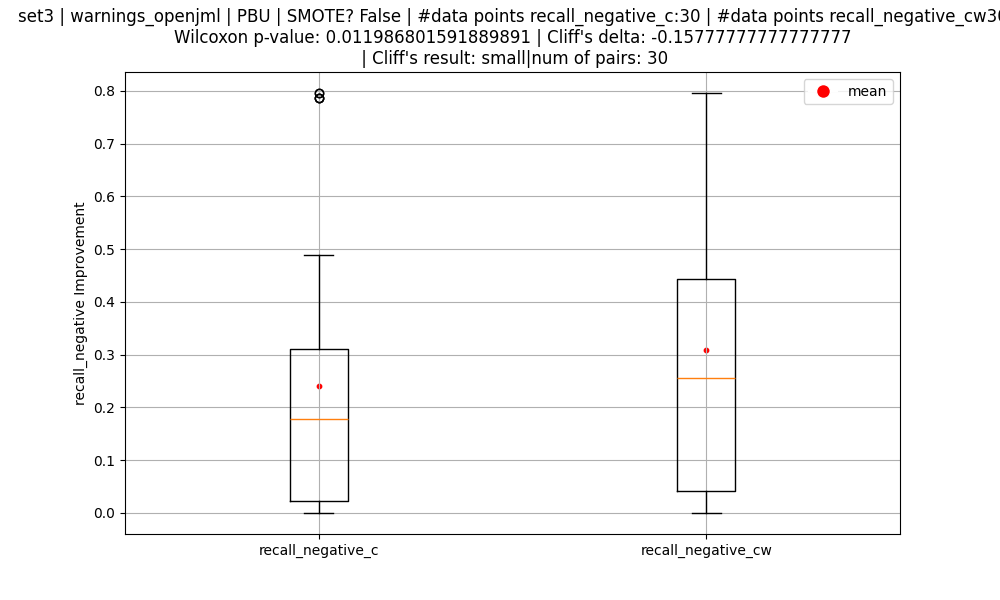 set3 | warnings_openjml | PBU | SMOTE? False | #data points recall_negative_c:30 | #data points recall_negative_cw30
Wilcoxon p-value: 0.011986801591889891 | Cliff's delta: -0.15777777777777777
| Cliff's result: small|num of pairs: 30
mean
0.8
0.7
0.6
0.5
0.4
0.3
0.2
0.1
0.0
recall_negative Improvement
recall_negative_c
recall_negative_cw